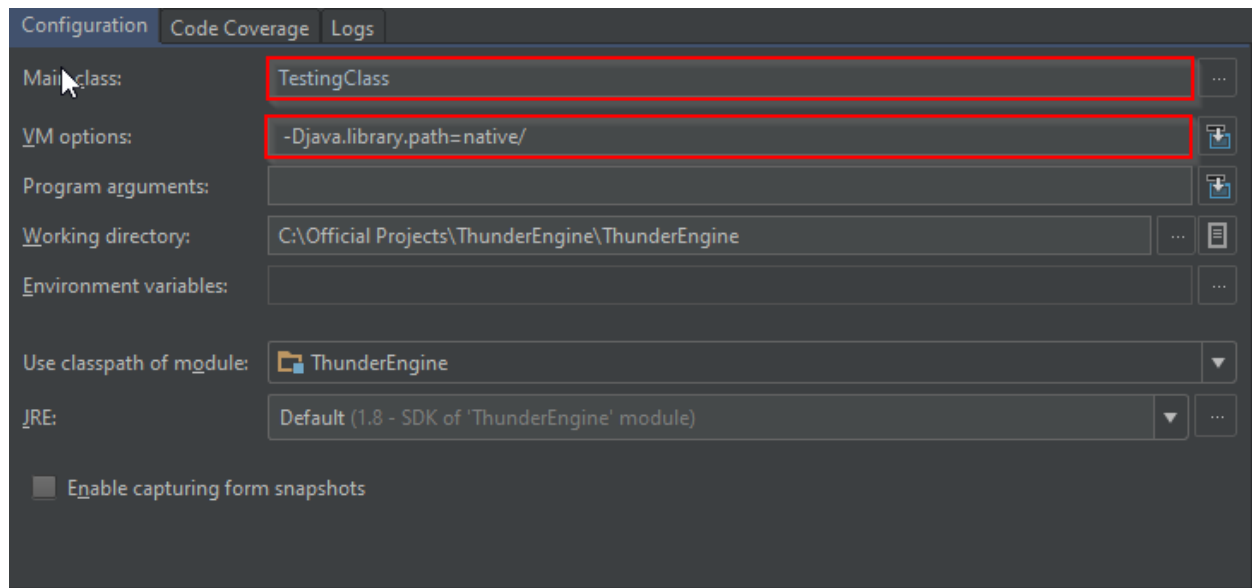 Configuration Code Coverage Logs
Main class: TestingClass ...
VM options: -Djava.library.path=native/
Program arguments:
Working directory: C:\Official Projects\ThunderEngine\ThunderEngine ...
Environment variables: ...
Use classpath of module: ThunderEngine
JRE: Default (1.8 - SDK of 'ThunderEngine' module) ...
Enable capturing form snapshots